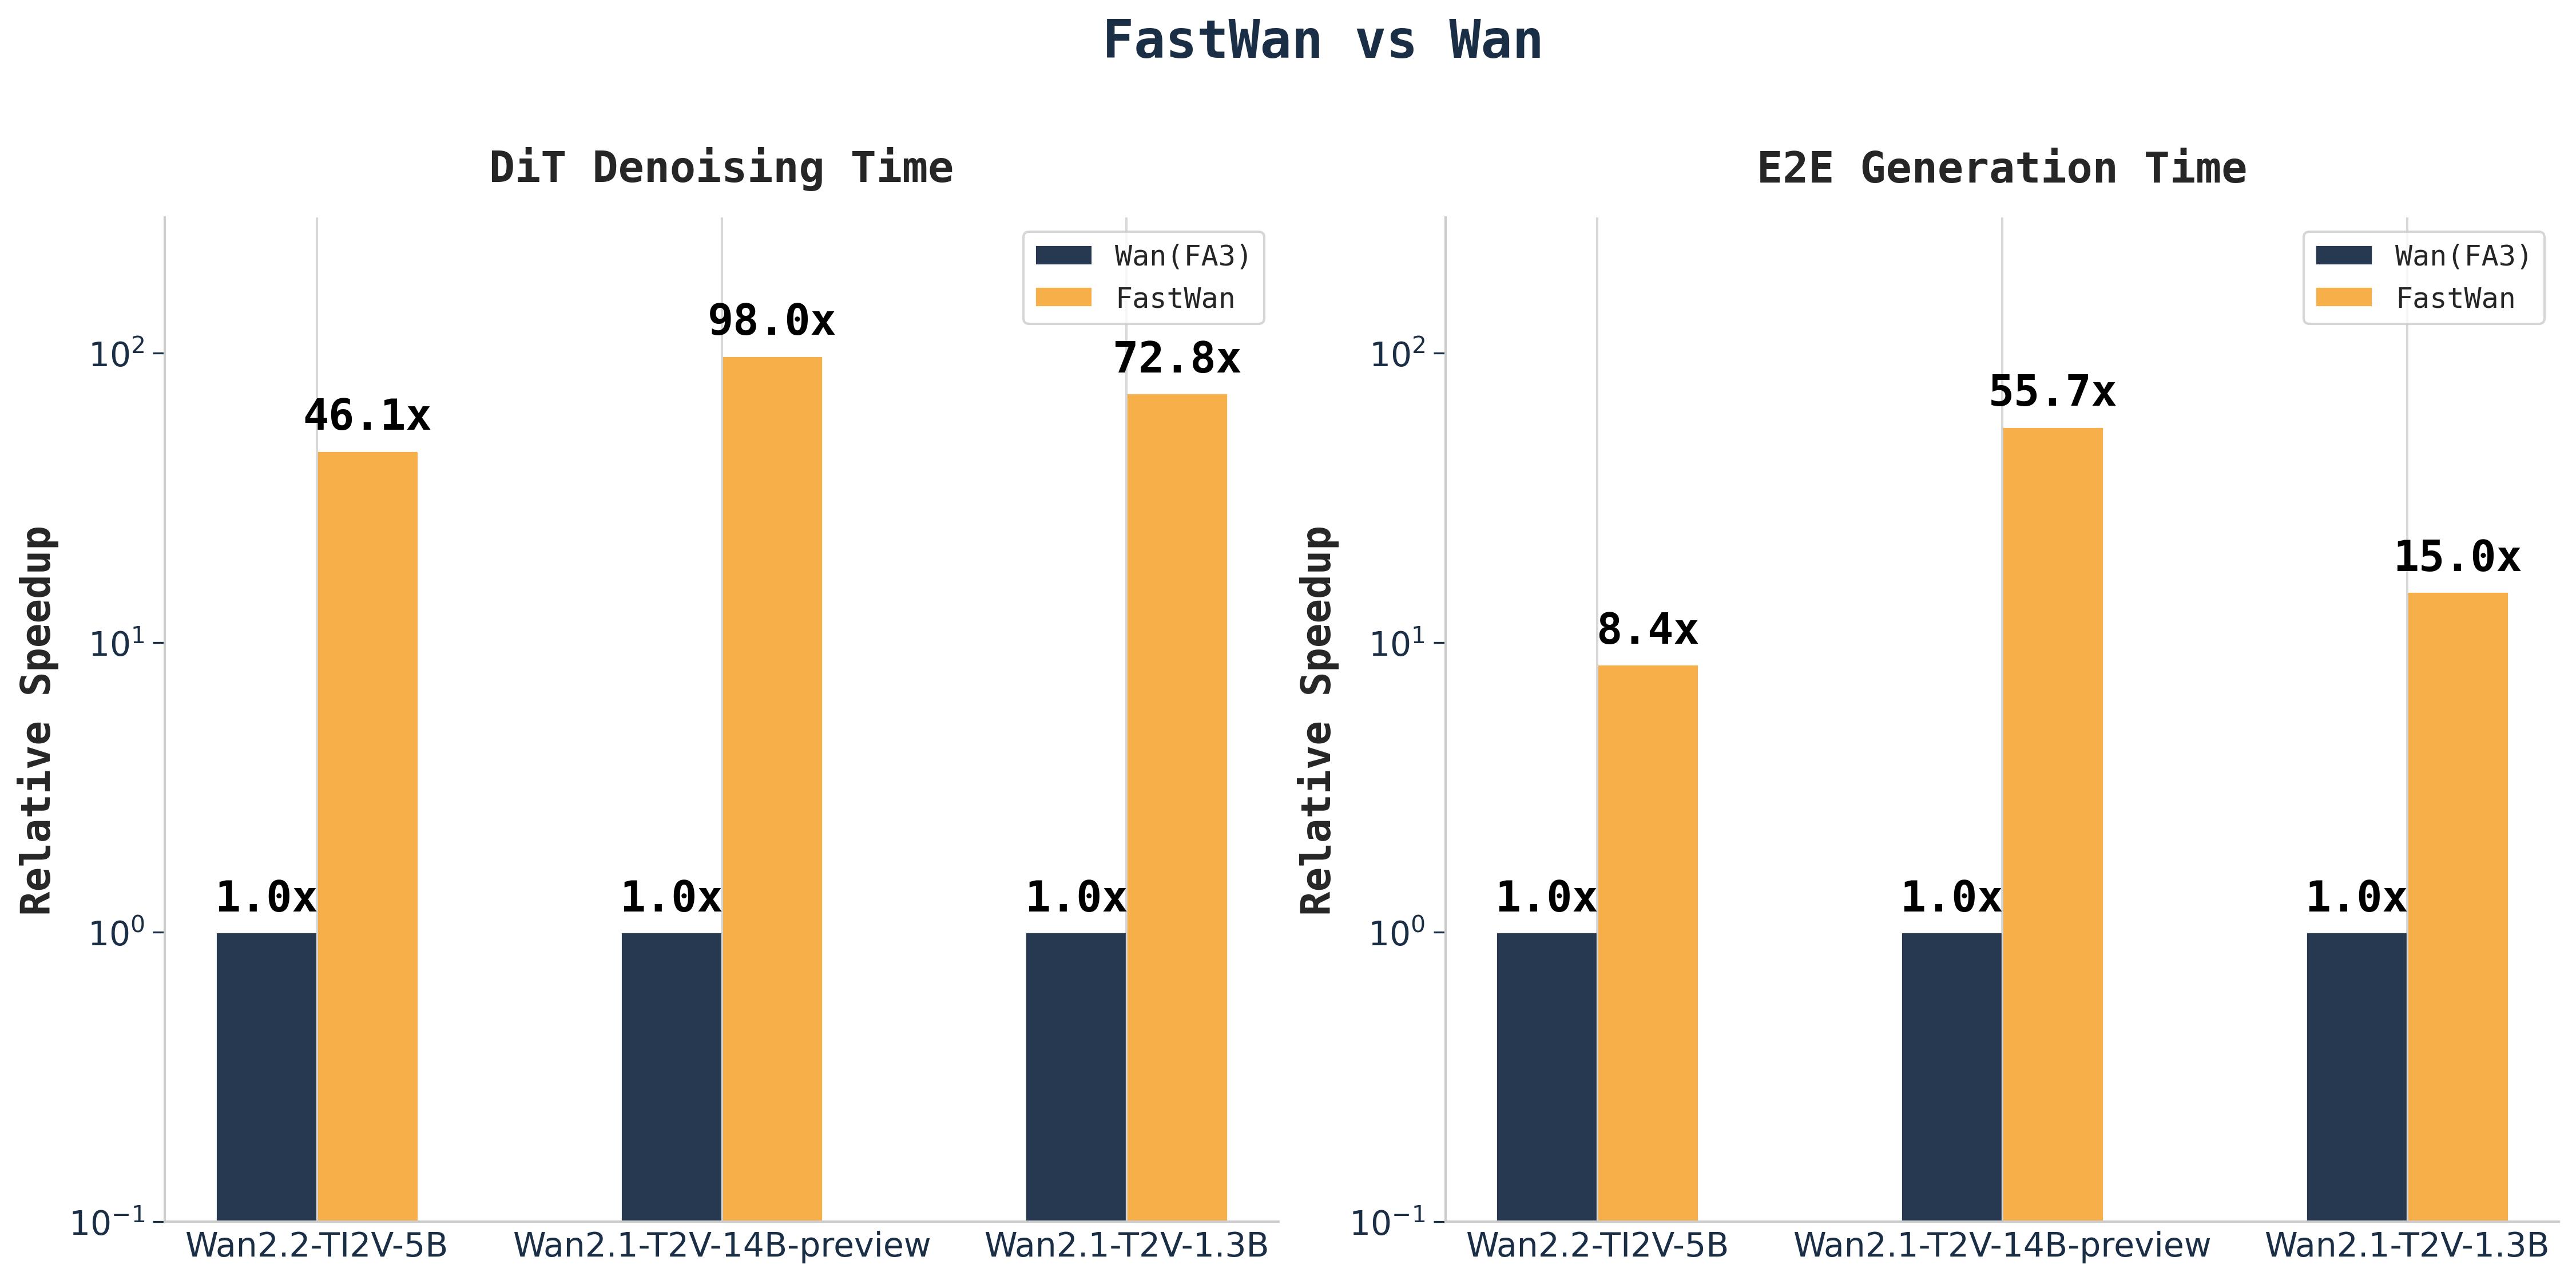 FastWan vs Wan
DiT Denoising Time
Relative Speedup
10²
10¹
10⁰
10⁻¹
Wan(FA3)
FastWan
98.0x
72.8x
46.1x
1.0x
1.0x
1.0x
Wan2.2-TI2V-5B
Wan2.1-T2V-14B-preview
Wan2.1-T2V-1.3B
E2E Generation Time
Relative Speedup
10²
10¹
10⁰
10⁻¹
Wan(FA3)
FastWan
55.7x
15.0x
8.4x
1.0x
1.0x
1.0x
Wan2.2-TI2V-5B
Wan2.1-T2V-14B-preview
Wan2.1-T2V-1.3B